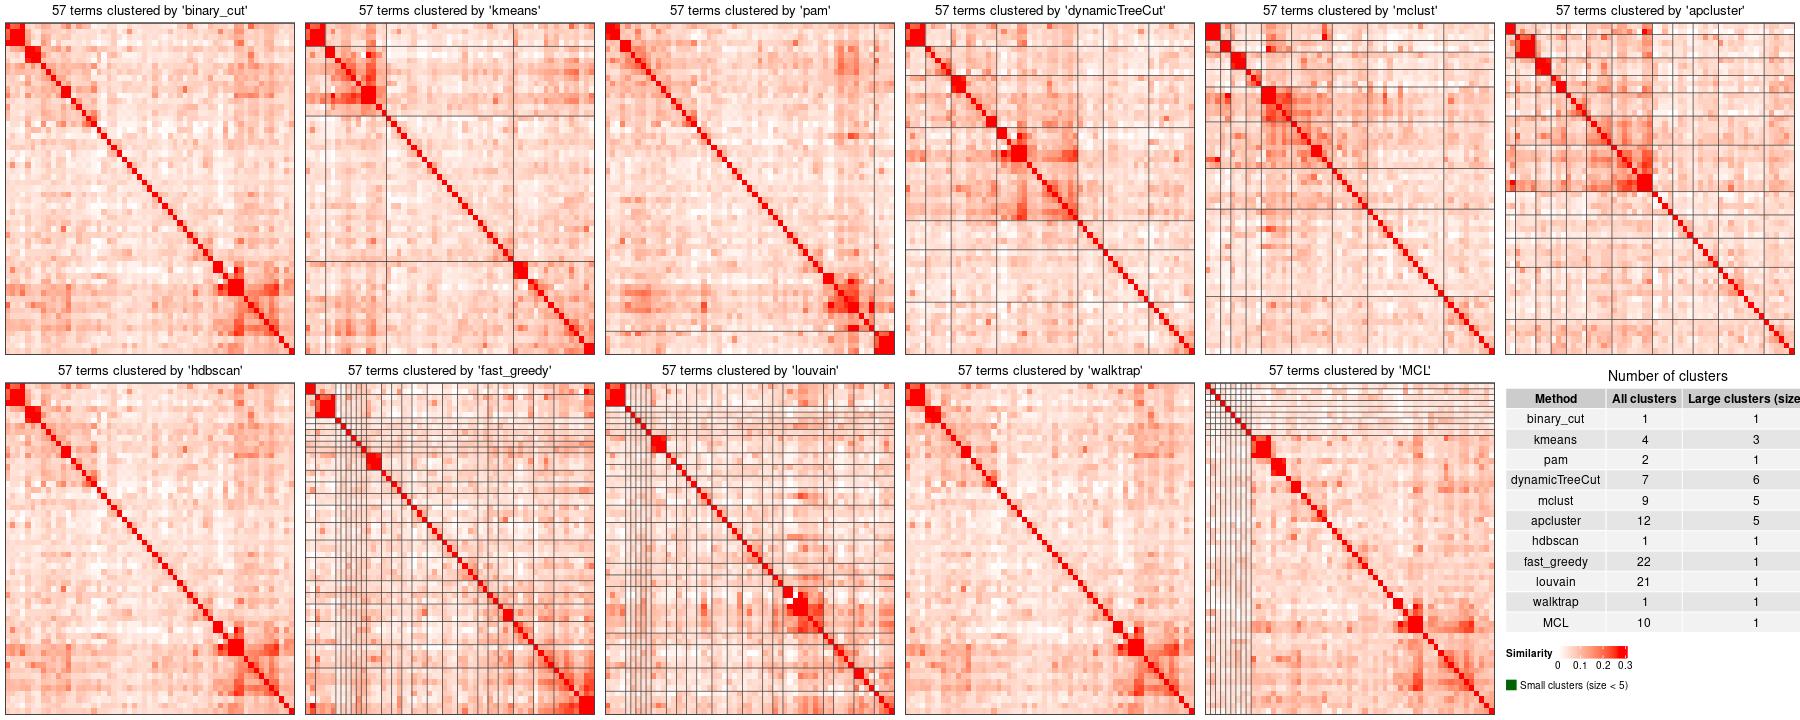 57 terms clustered by 'binary_cut'
57 terms clustered by 'kmeans'
57 terms clustered by 'pam'
57 terms clustered by 'dynamicTreeCut'
57 terms clustered by 'mclust'
57 terms clustered by 'apcluster'
57 terms clustered by 'hdbscan'
57 terms clustered by 'fast_greedy'
57 terms clustered by 'louvain'
57 terms clustered by 'walktrap'
57 terms clustered by 'MCL'
Number of clusters
Method All clusters Large clusters (size
binary_cut 1 1
kmeans 4 3
pam 2 1
dynamicTreeCut 7 6
mclust 9 5
apcluster 12 5
hdbscan 1 1
fast_greedy 22 1
louvain 21 1
walktrap 1 1
MCL 10 1
Similarity
0 0.1 0.2 0.3
Small clusters (size < 5)